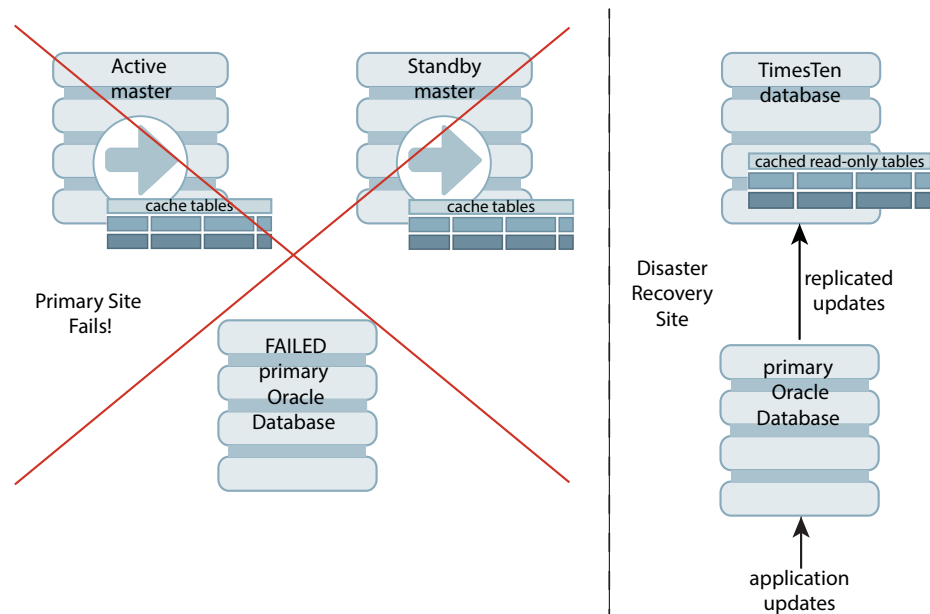 Active
master
cache tables
Standby
master
cache tables
Primary Site
Fails!
FAILED
primary
Oracle
Database
TimesTen
database
cached read-only tables
Disaster
Recovery
Site
replicated
updates
primary
Oracle
Database
application
updates